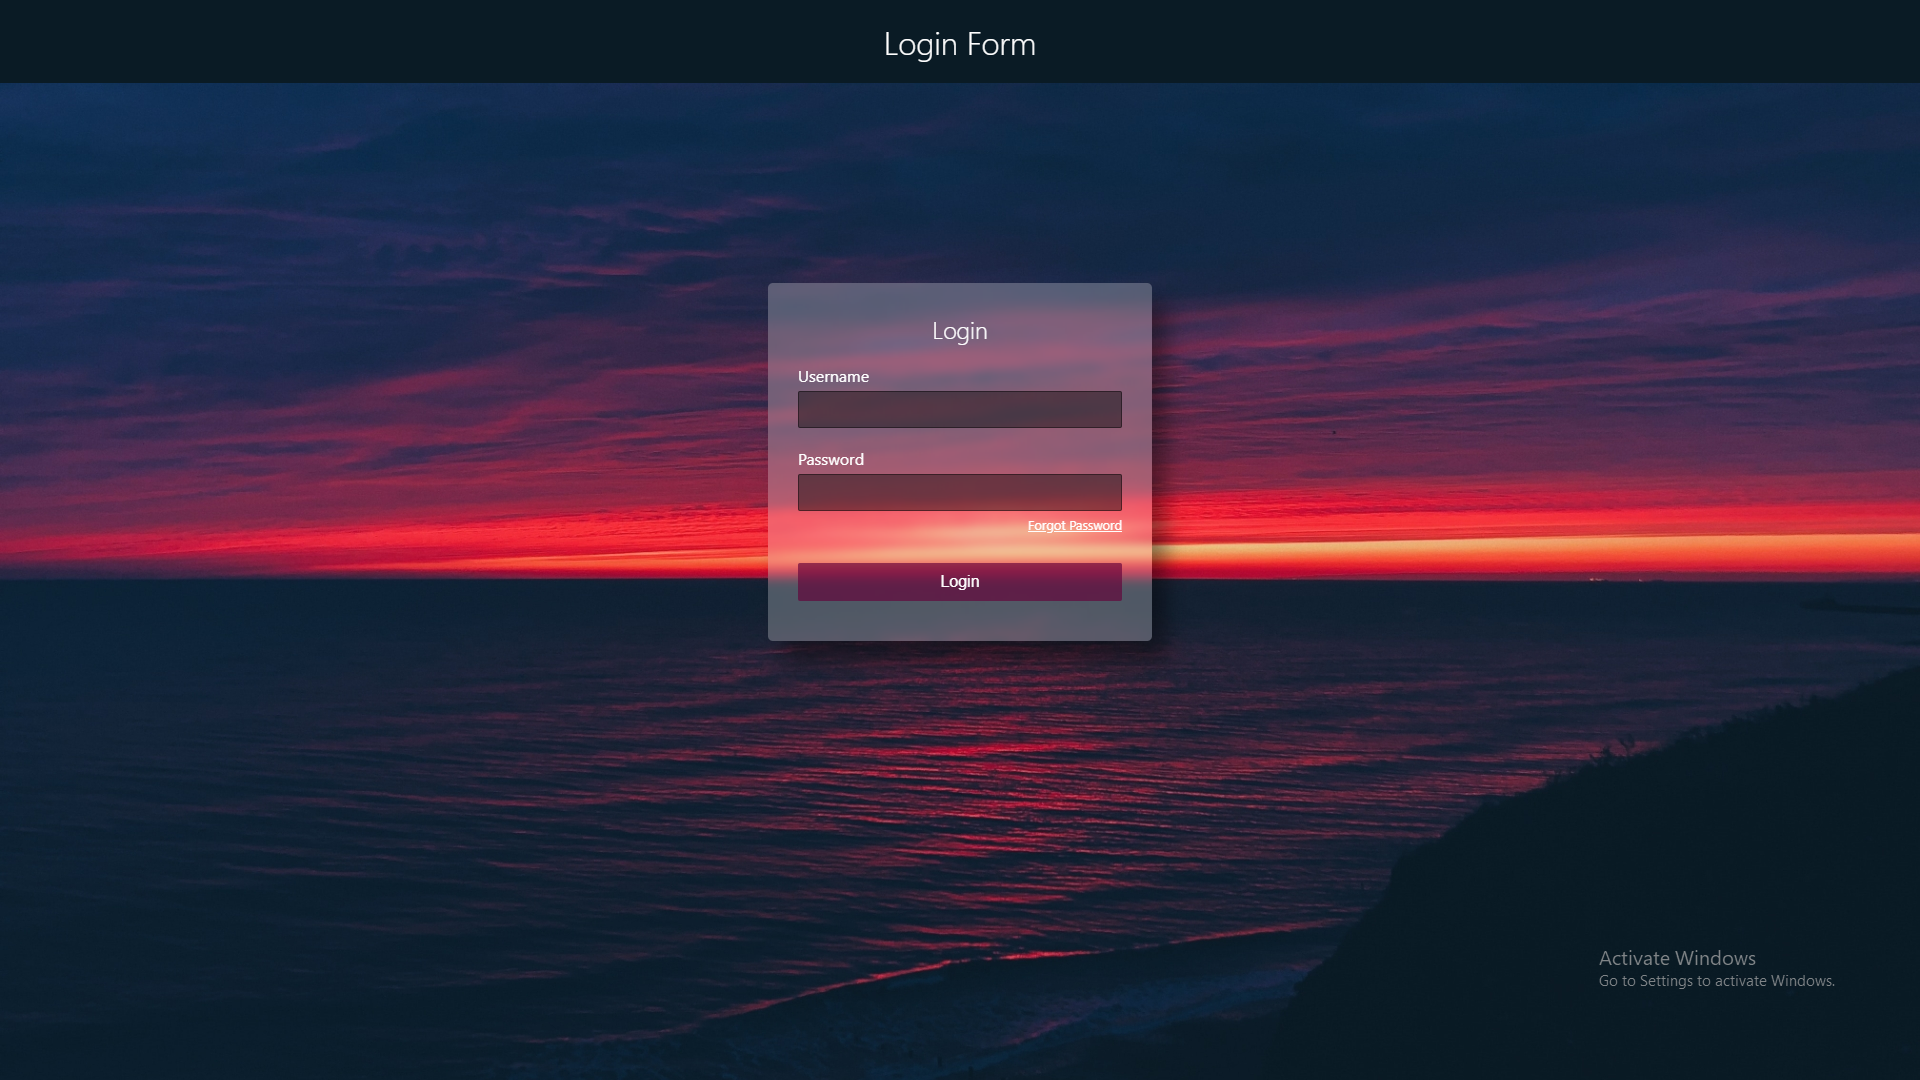 Login Form
Login
Username
Password
Forgot Password
Login
Activate Windows
Go to Settings to activate Windows.